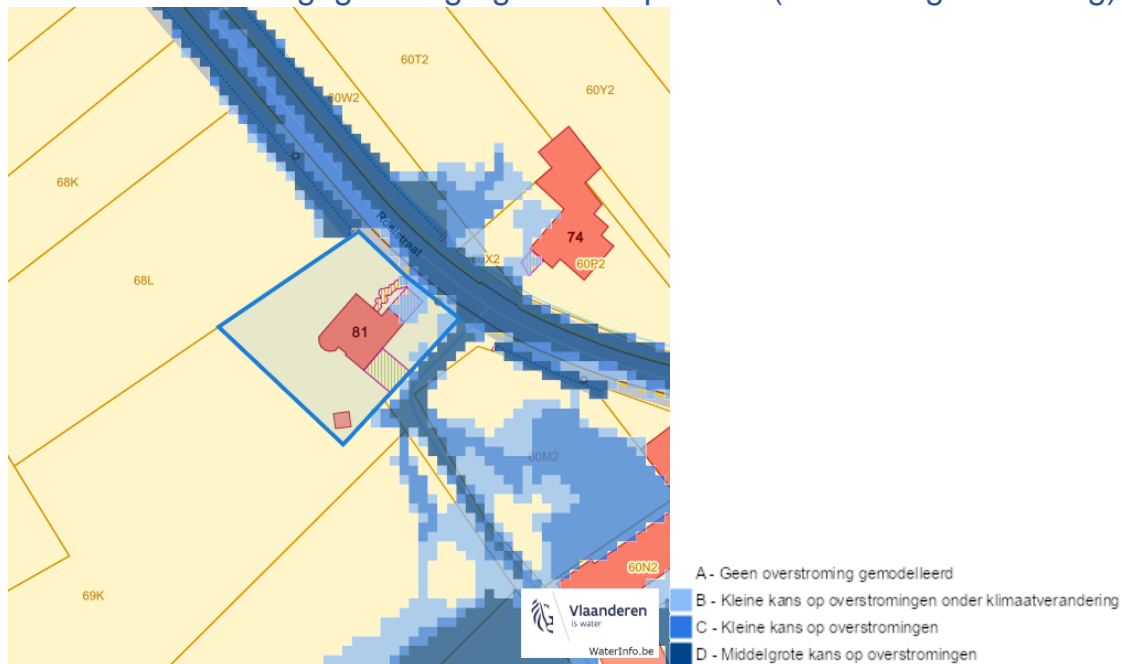 60T2
60Y2
60W2
68K
Roelstraat
74
60X2
60P2
68L
81
60M2
60N2
69K
A - Geen overstroming gemodelleerd
B - Kleine kans op overstromingen onder klimaatverandering
C - Kleine kans op overstromingen
D - Middelgrote kans op overstromingen
Vlaanderen
is water
WaterInfo.be